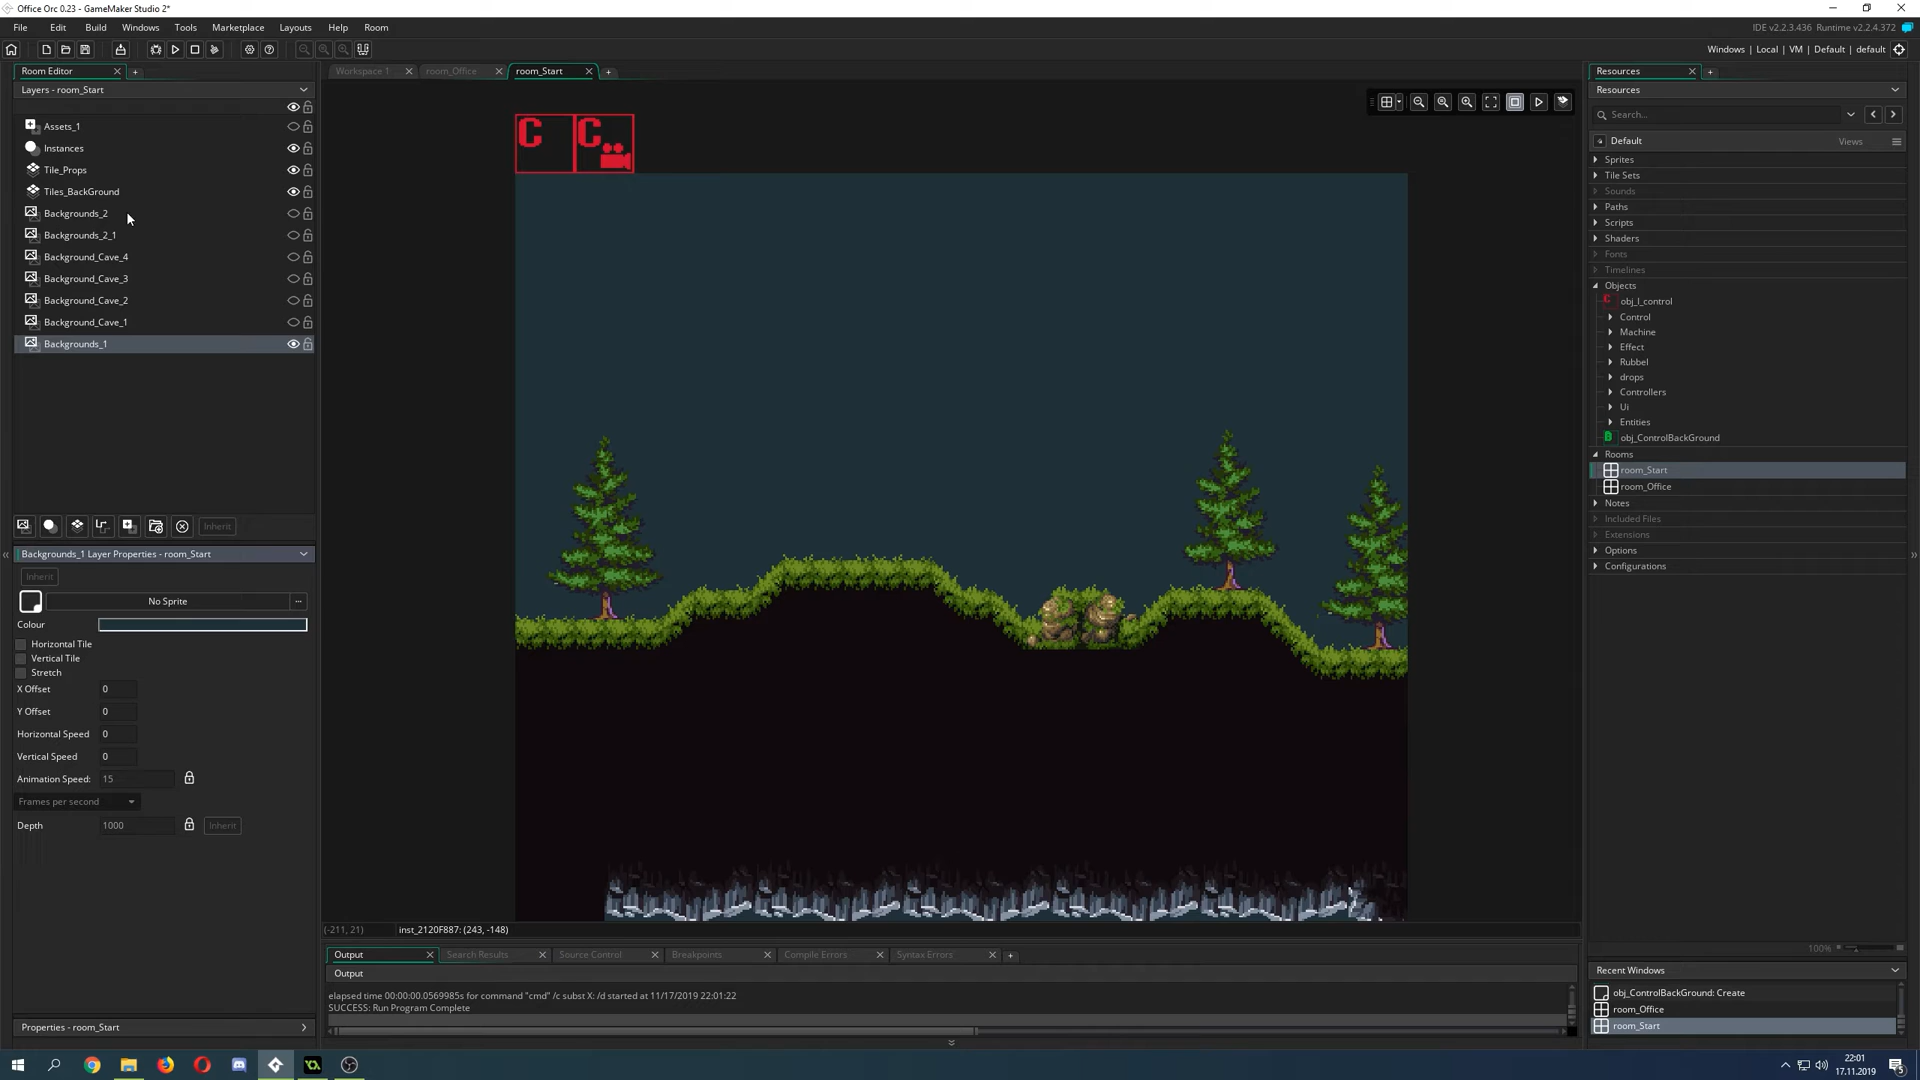 Office Orc 0.23 - GameMaker Studio 2*
File Edit Build Windows Tools Marketplace Layouts Help Room
IDE v2.2.3.436 Runtime v2.2.4.372
Windows | Local | VM | Default | default
Room Editor
Workspace 1 room_Office room_Start
Resources
Layers - room_Start
Resources
Search...
Default Views
Assets_1
Instances
Tile_Props
Tiles_BackGround
Backgrounds_2
Backgrounds_2_1
Background_Cave_4
Background_Cave_3
Background_Cave_2
Background_Cave_1
Backgrounds_1
Inherit
Backgrounds_1 Layer Properties - room_Start
Inherit
No Sprite ...
Colour
Horizontal Tile
Vertical Tile
Stretch
X Offset 0
Y Offset 0
Horizontal Speed 0
Vertical Speed 0
Animation Speed: 15
Frames per second
Depth 1000 Inherit
Properties - room_Start
C C
(-211, 21) inst_2120F887: (243, -148)
Output Search Results Source Control Breakpoints Compile Errors Syntax Errors
Output
elapsed time 00:00:00.0569985s for command "cmd" /c subst X: /d started at 11/17/2019 22:01:22
SUCCESS: Run Program Complete
Sprites
Tile Sets
Sounds
Paths
Scripts
Shaders
Fonts
Timelines
Objects
C obj_I_control
Control
Machine
Effect
Rubbel
drops
Controllers
Ui
Entities
obj_ControlBackGround
Rooms
room_Start
room_Office
Notes
Included Files
Extensions
Options
Configurations
100%
Recent Windows
obj_ControlBackGround: Create
room_Office
room_Start
22:01
17.11.2019
5